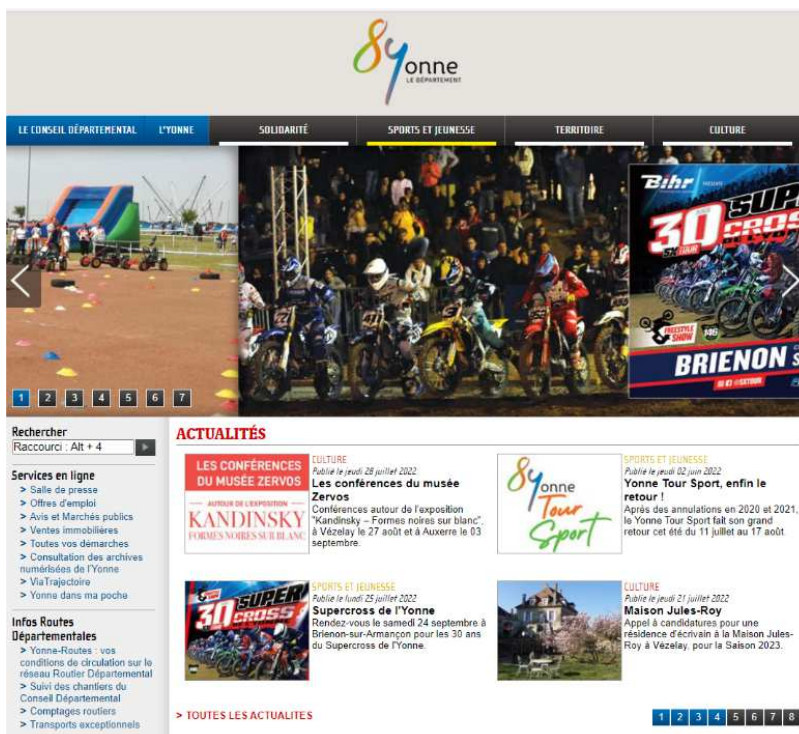 8yonne
LE DÉPARTEMENT
LE CONSEIL DÉPARTEMENTAL
L'YONNE
SOLIDARITÉ
SPORTS ET JEUNESSE
TERRITOIRE
CULTURE
Bihr
30
SX TOUR
SUPER
CROSS
FREESTYLE
SHOW
BRIENON
@SXTOUR
1 2 3 4 5 6 7
Rechercher
Raccourci : Alt + 4
Services en ligne
> Salle de presse
> Offres d'emploi
> Avis et Marchés publics
> Ventes immobilières
> Toutes vos démarches
> Consultation des archives
numérisées de l'Yonne
> ViaTrajectoire
> Yonne dans ma poche
Infos Routes
Départementales
> Yonne-Routes : vos
conditions de circulation sur le
réseau Routier Départemental
> Suivi des chantiers du
Conseil Départemental
> Comptages routiers
> Transports exceptionnels
ACTUALITÉS
LES CONFÉRENCES
DU MUSÉE ZERVOS
AUTOUR DE L'EXPOSITION
KANDINSKY
FORMES NOIRES SUR BLANC
CULTURE
Publié le jeudi 28 juillet 2022
Les conférences du musée
Zervos
Conférences autour de l'exposition
"Kandinsky – Formes noires sur blanc",
à Vézelay le 27 août et à Auxerre le 03
septembre.
8yonne
Tour
Sport
SPORTS ET JEUNESSE
Publié le jeudi 02 juin 2022
Yonne Tour Sport, enfin le
retour !
Après des annulations en 2020 et 2021,
le Yonne Tour Sport fait son grand
retour cet été du 11 juillet au 17 août.
30
SUPER
CROSS
SPORTS ET JEUNESSE
Publié le lundi 25 juillet 2022
Supercross de l'Yonne
Rendez-vous le samedi 24 septembre à
Brienon-sur-Armançon pour les 30 ans
du Supercross de l'Yonne.
CULTURE
Publié le jeudi 21 juillet 2022
Maison Jules-Roy
Appel à candidatures pour une
résidence d'écrivain à la Maison Jules-
Roy à Vézelay, pour la Saison 2023.
> TOUTES LES ACTUALITES
1 2 3 4 5 6 7 8